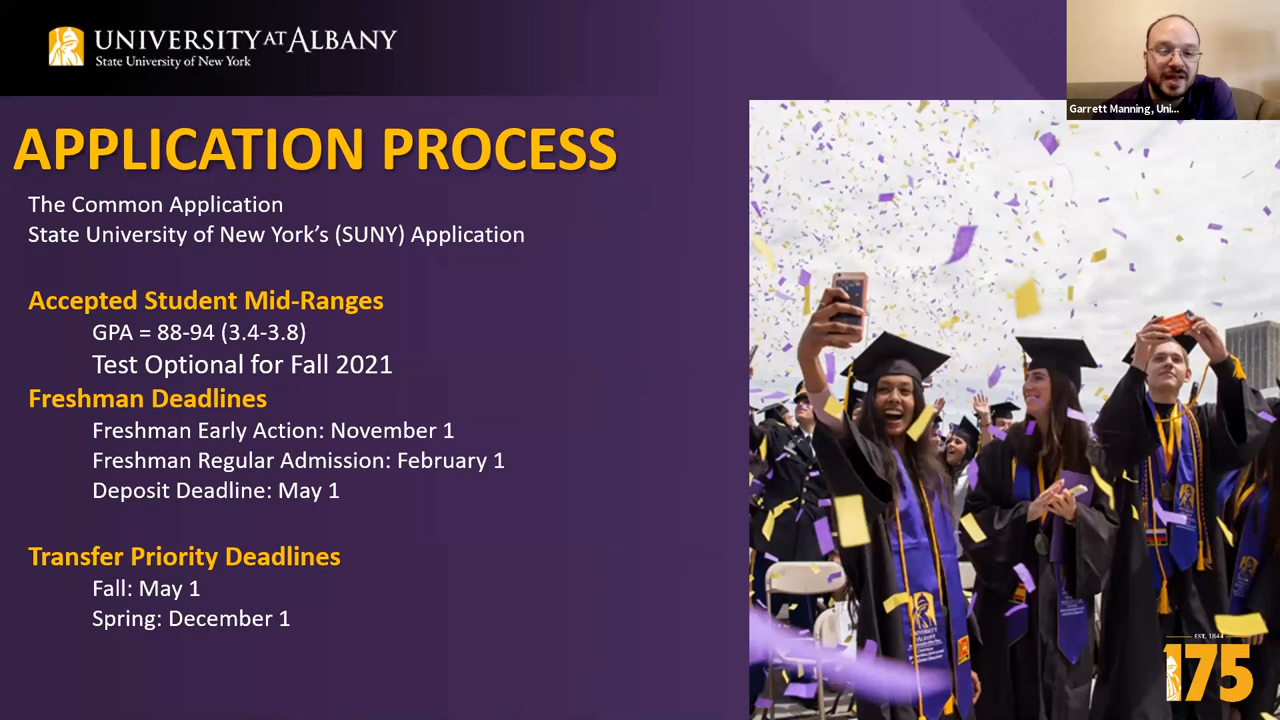 UNIVERSITY AT ALBANY
State University of New York
Garrett Manning, Uni...
APPLICATION PROCESS
The Common Application
State University of New York's (SUNY) Application
Accepted Student Mid-Ranges
GPA = 88-94 (3.4-3.8)
Test Optional for Fall 2021
Freshman Deadlines
Freshman Early Action: November 1
Freshman Regular Admission: February 1
Deposit Deadline: May 1
Transfer Priority Deadlines
Fall: May 1
Spring: December 1
UNIVERSITY
ATALBANY
EST. 1844
175